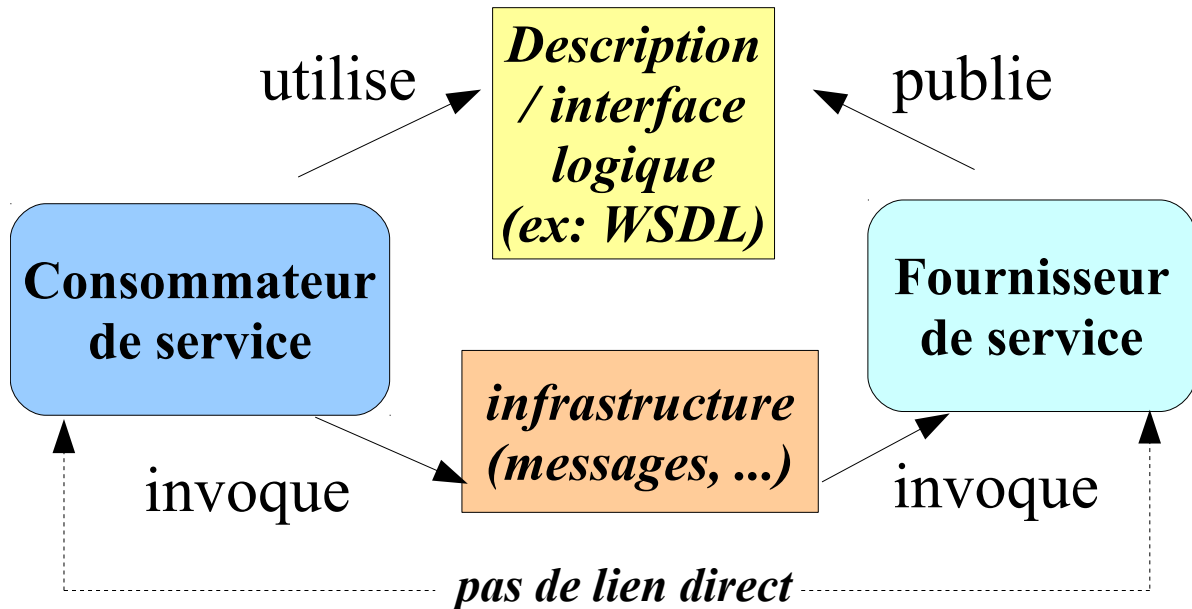 utilise
Description
/ interface
logique
(ex: WSDL)
publie
Consommateur
de service
Fournisseur
de service
infrastructure
(messages, ...)
invoque
invoque
pas de lien direct